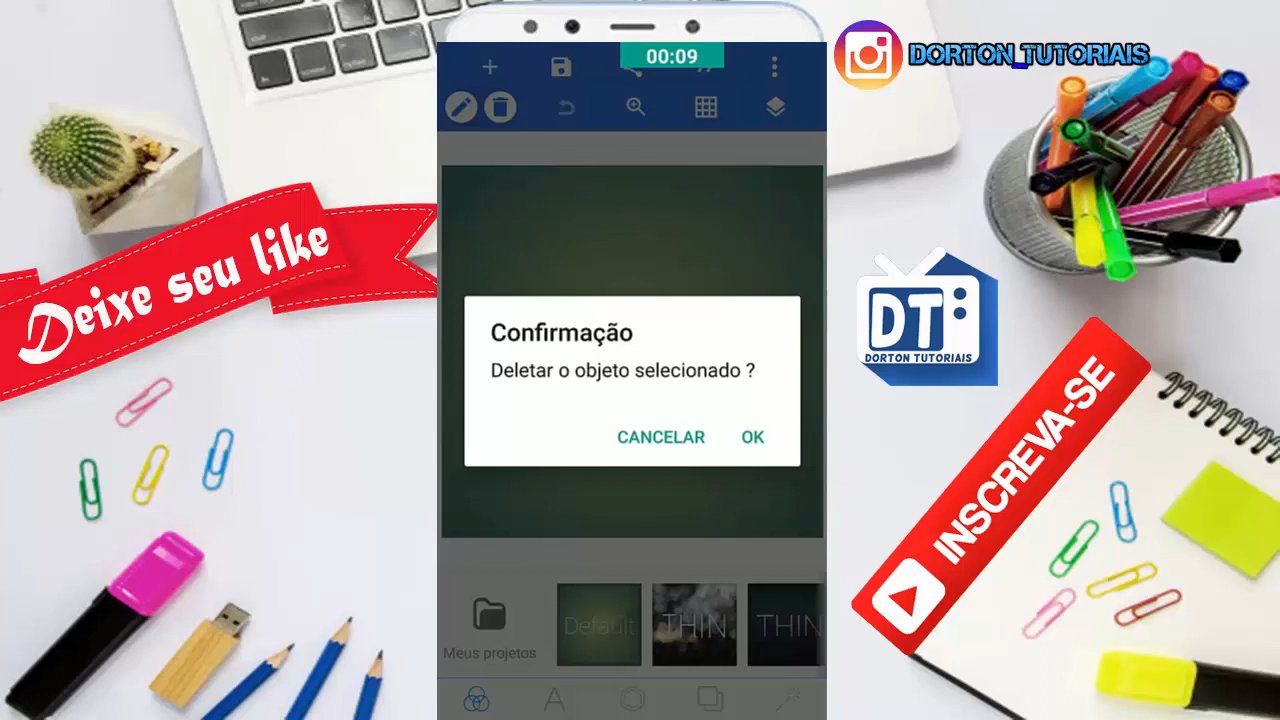 00:09
DORTON_TUTORIAIS
Deixe seu like
DT
DORTON TUTORIAIS
Confirmação
Deletar o objeto selecionado ?
CANCELAR OK
INSCREVA-SE
Meus projetos
Default
THIN
THIN
A